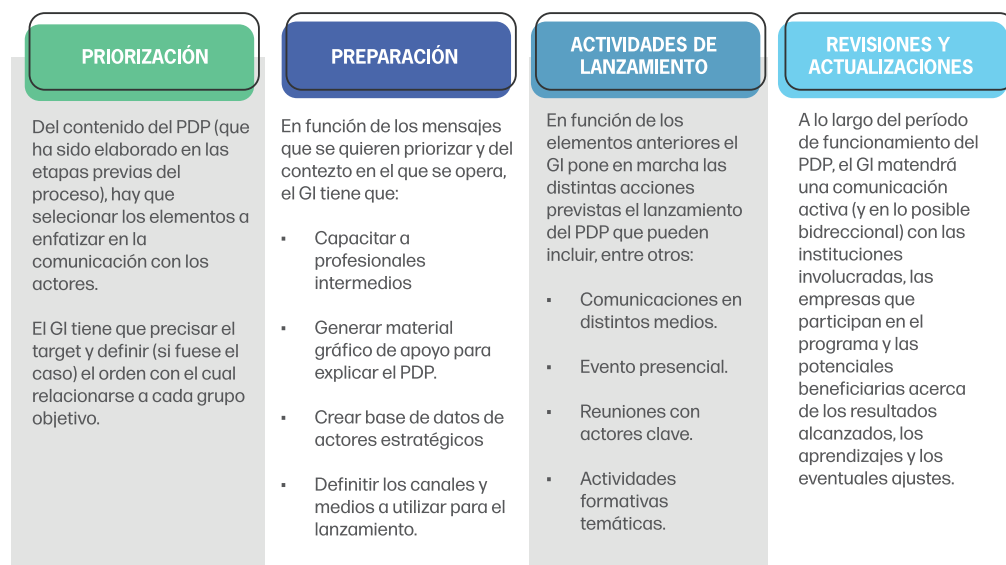 PRIORIZACIÓN
Del contenido del PDP (que
ha sido elaborado en las
etapas previas del
proceso), hay que
selecionar los elementos a
enfatizar en la
comunicación con los
actores.
El GI tiene que precisar el
target y definir (si fuese el
caso) el orden con el cual
relacionarse a cada grupo
objetivo.
PREPARACIÓN
En función de los mensajes
que se quieren priorizar y del
contexto en el que se opera,
el GI tiene que:
▪ Capacitar a
profesionales
intermedios
▪ Generar material
gráfico de apoyo para
explicar el PDP.
▪ Crear base de datos de
actores estratégicos
▪ Definitir los canales y
medios a utilizar para el
lanzamiento.
ACTIVIDADES DE
LANZAMIENTO
En función de los
elementos anteriores el
GI pone en marcha las
distintas acciones
previstas el lanzamiento
del PDP que pueden
incluir, entre otros:
▪ Comunicaciones en
distintos medios.
▪ Evento presencial.
▪ Reuniones con
actores clave.
▪ Actividades
formativas
temáticas.
REVISIONES Y
ACTUALIZACIONES
A lo largo del período
de funcionamiento del
PDP, el GI matendrá
una comunicación
activa (y en lo posible
bidreccional) con las
instituciones
involucradas, las
empresas que
participan en el
programa y las
potenciales
beneficiarias acerca
de los resultados
alcanzados, los
aprendizajes y los
eventuales ajustes.